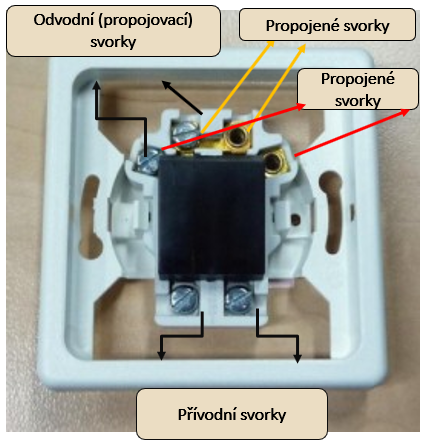 Odvodní (propojovací)
svorky
Propojené svorky
Propojené
svorky
Přívodní svorky